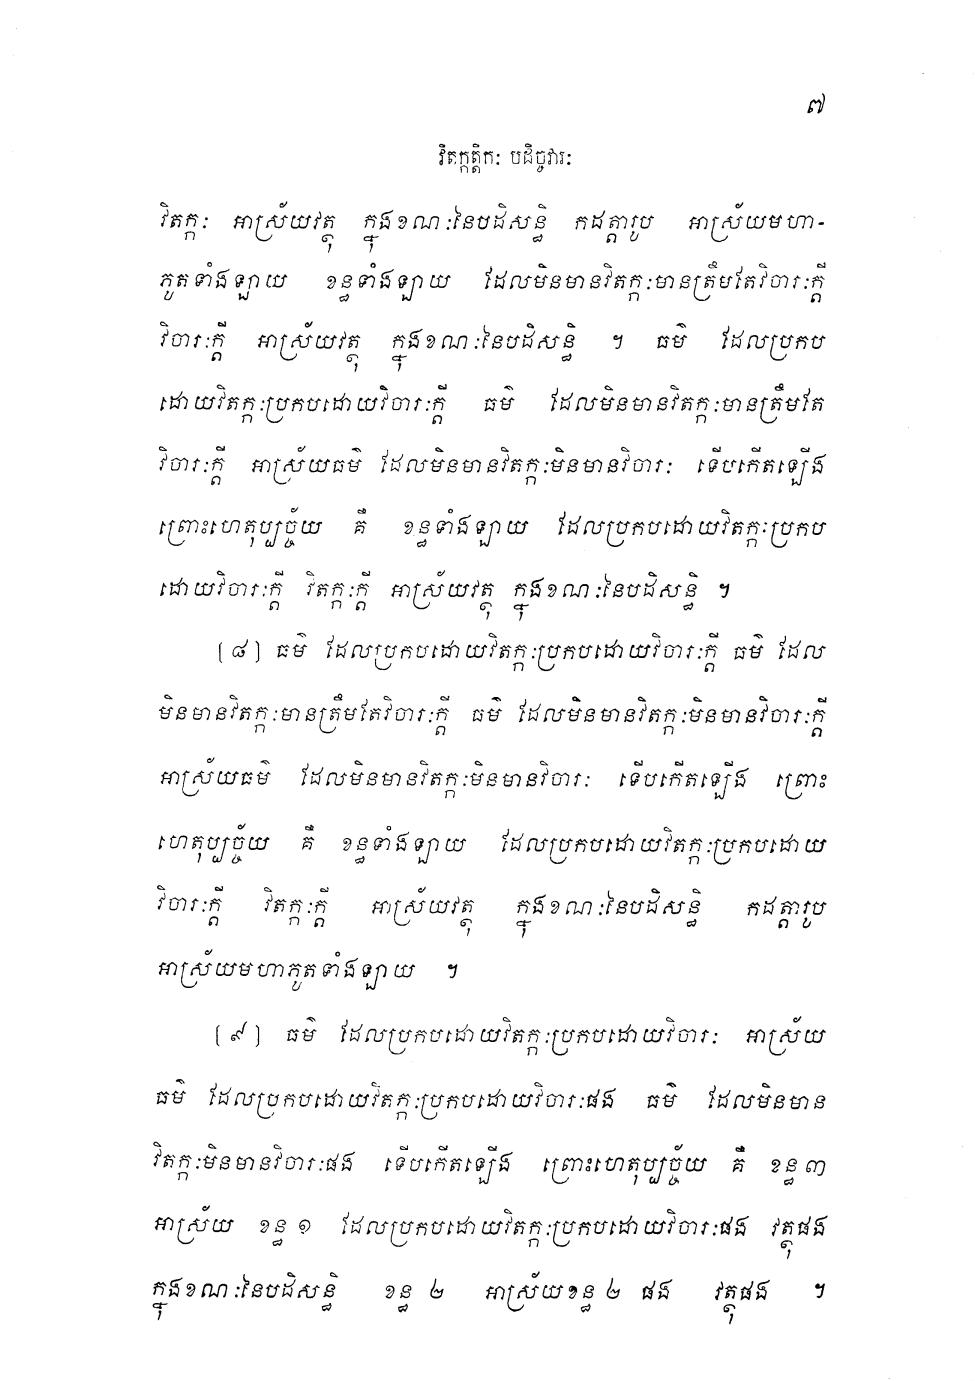 ៧
វិតក្កត្តិកៈ បដិច្ចវារៈ
វិតក្កៈ អាស្រ័យវត្ថុ ក្នុងខណៈនៃបដិសន្ធិ កដត្តារូប អាស្រ័យមហា-
ភូតទាំងឡាយ ខន្ធទាំងឡាយ ដែលមិនមានវិតក្កៈមានត្រឹមតែវិចារៈក្តី
វិចារៈក្តី អាស្រ័យវត្ថុ ក្នុងខណៈនៃបដិសន្ធិ ។ ធម៌ ដែលប្រកប
ដោយវិតក្កៈប្រកបដោយវិចារៈក្តី ធម៌ ដែលមិនមានវិតក្កៈមានត្រឹមតែ
វិចារៈក្តី អាស្រ័យធម៌ ដែលមិនមានវិតក្កៈមិនមានវិចារៈ ទើបកើតឡើង
ព្រោះហេតុប្បច្ច័យ គឺ ខន្ធទាំងឡាយ ដែលប្រកបដោយវិតក្កៈប្រកប
ដោយវិចារៈក្តី វិតក្កៈក្តី អាស្រ័យវត្ថុ ក្នុងខណៈនៃបដិសន្ធិ ។
[៨] ធម៌ ដែលប្រកបដោយវិតក្កៈប្រកបដោយវិចារៈក្តី ធម៌ ដែល
មិនមានវិតក្កៈមានត្រឹមតែវិចារៈក្តី ធម៌ ដែលមិនមានវិតក្កៈមិនមានវិចារៈក្តី
អាស្រ័យធម៌ ដែលមិនមានវិតក្កៈមិនមានវិចារៈ ទើបកើតឡើង ព្រោះ
ហេតុប្បច្ច័យ គឺ ខន្ធទាំងឡាយ ដែលប្រកបដោយវិតក្កៈប្រកបដោយ
វិចារៈក្តី វិតក្កៈក្តី អាស្រ័យវត្ថុ ក្នុងខណៈនៃបដិសន្ធិ កដត្តារូប
អាស្រ័យមហាភូតទាំងឡាយ ។
[៩] ធម៌ ដែលប្រកបដោយវិតក្កៈប្រកបដោយវិចារៈ អាស្រ័យ
ធម៌ ដែលប្រកបដោយវិតក្កៈប្រកបដោយវិចារៈផង ធម៌ ដែលមិនមាន
វិតក្កៈមិនមានវិចារៈផង ទើបកើតឡើង ព្រោះហេតុប្បច្ច័យ គឺ ខន្ធ៣
អាស្រ័យ ខន្ធ ១ ដែលប្រកបដោយវិតក្កៈប្រកបដោយវិចារៈផង វត្ថុផង
ក្នុងខណៈនៃបដិសន្ធិ ខន្ធ ២ អាស្រ័យខន្ធ ២ ផង វត្ថុផង ។